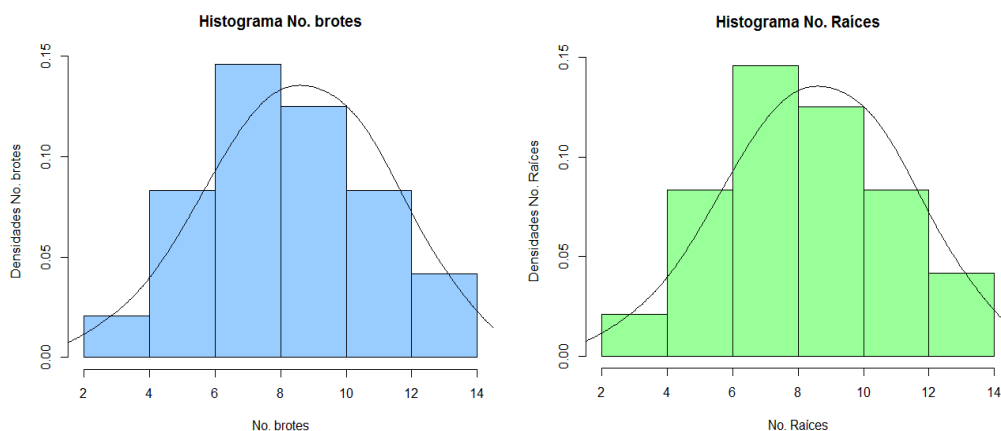 Histograma No. brotes
Densidades No. brotes
0.15
0.10
0.05
0.00
2 4 6 8 10 12 14
No. brotes
Histograma No. Raíces
Densidades No. Raíces
0.15
0.10
0.05
0.00
2 4 6 8 10 12 14
No. Raíces